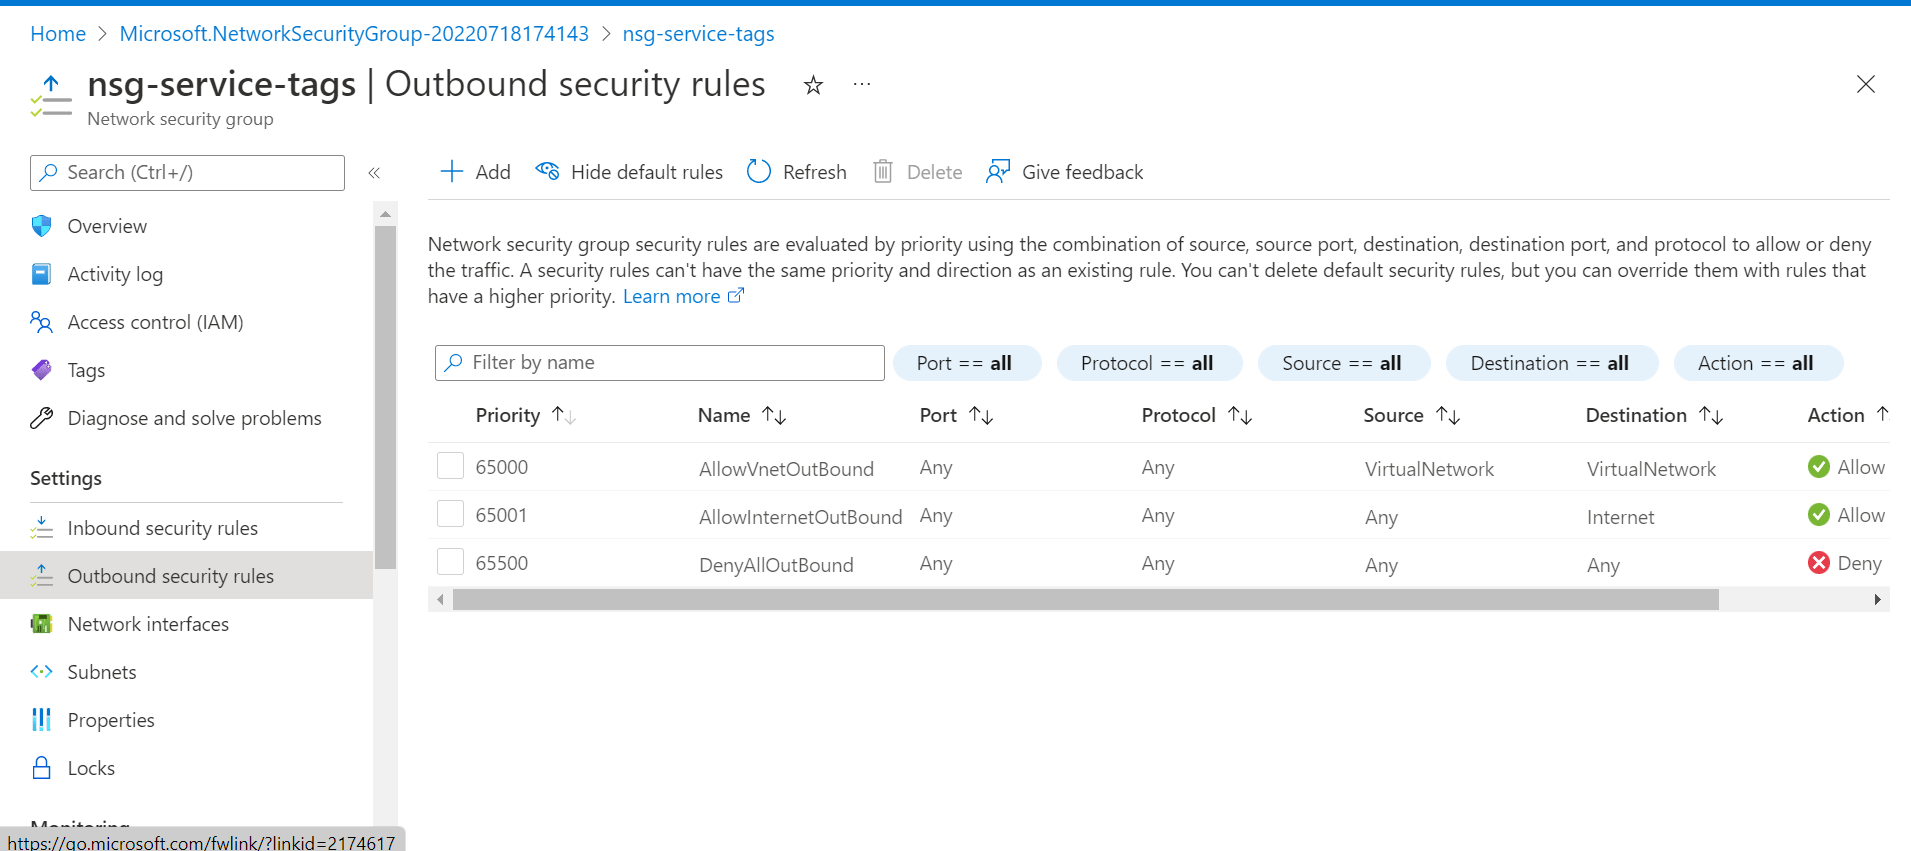 Home > Microsoft.NetworkSecurityGroup-20220718174143 > nsg-service-tags
nsg-service-tags | Outbound security rules ☆ ···
Network security group
Search (Ctrl+/) «
Overview
Activity log
Access control (IAM)
Tags
Diagnose and solve problems
Settings
Inbound security rules
Outbound security rules
Network interfaces
Subnets
Properties
Locks
Monitoring
https://go.microsoft.com/fwlink/?linkid=2174617
Add Hide default rules Refresh Delete Give feedback
Network security group security rules are evaluated by priority using the combination of source, source port, destination, destination port, and protocol to allow or deny
the traffic. A security rules can't have the same priority and direction as an existing rule. You can't delete default security rules, but you can override them with rules that
have a higher priority. Learn more
Filter by name Port == all Protocol == all Source == all Destination == all Action == all
Priority ↑↓ Name ↑↓ Port ↑↓ Protocol ↑↓ Source ↑↓ Destination ↑↓ Action ↑
65000 AllowVnetOutBound Any Any VirtualNetwork VirtualNetwork Allow
65001 AllowInternetOutBound Any Any Any Internet Allow
65500 DenyAllOutBound Any Any Any Any Deny